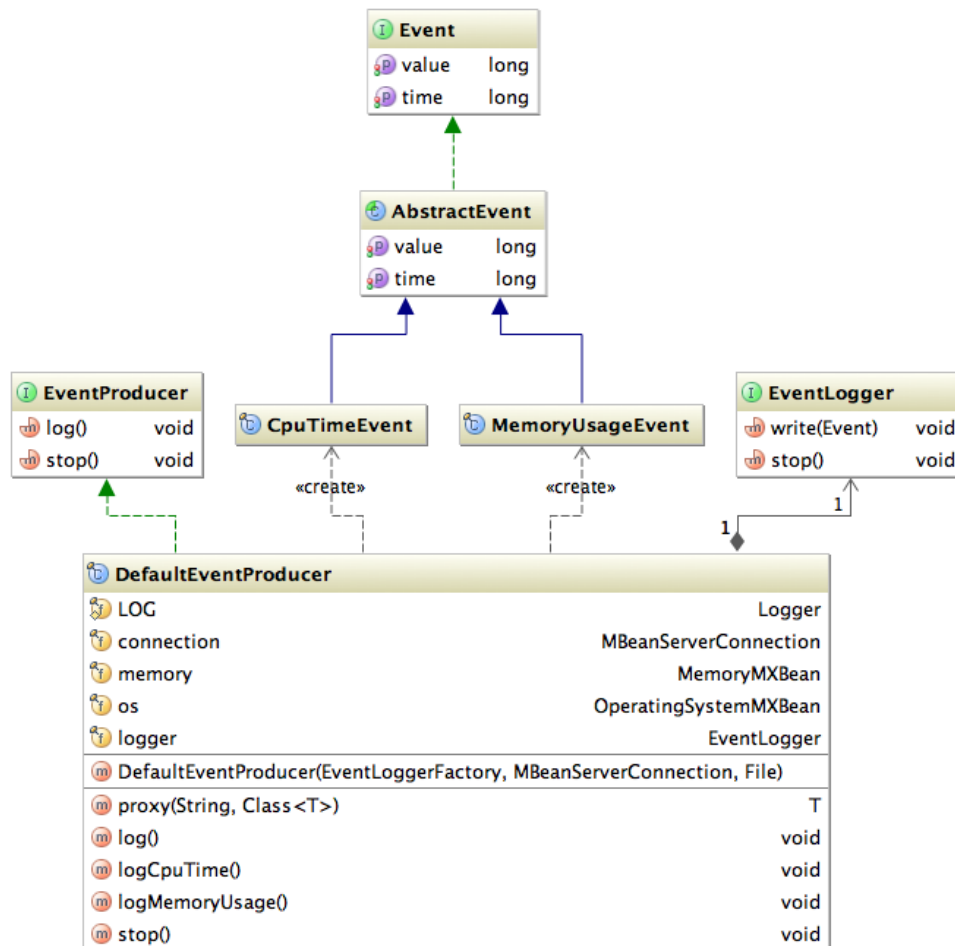 Event
value long
time long
AbstractEvent
value long
time long
EventProducer
log() void
stop() void
CpuTimeEvent
MemoryUsageEvent
EventLogger
write(Event) void
stop() void
«create»
«create»
1
1
DefaultEventProducer
LOG Logger
connection MBeanServerConnection
memory MemoryMXBean
os OperatingSystemMXBean
logger EventLogger
DefaultEventProducer(EventLoggerFactory, MBeanServerConnection, File)
proxy(String, Class<T>) T
log() void
logCpuTime() void
logMemoryUsage() void
stop() void